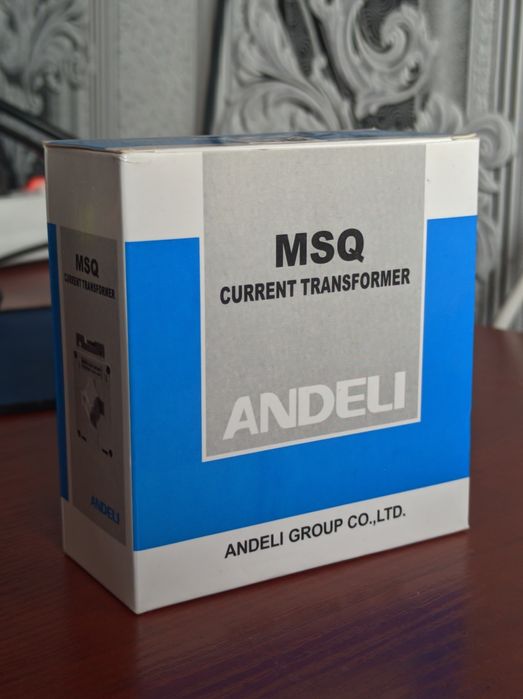 MSQ
CURRENT TRANSFORMER
ANDELI
ANDELI GROUP CO.,LTD.
MSQ
CURRENT TRANSFORMER
ANDELI